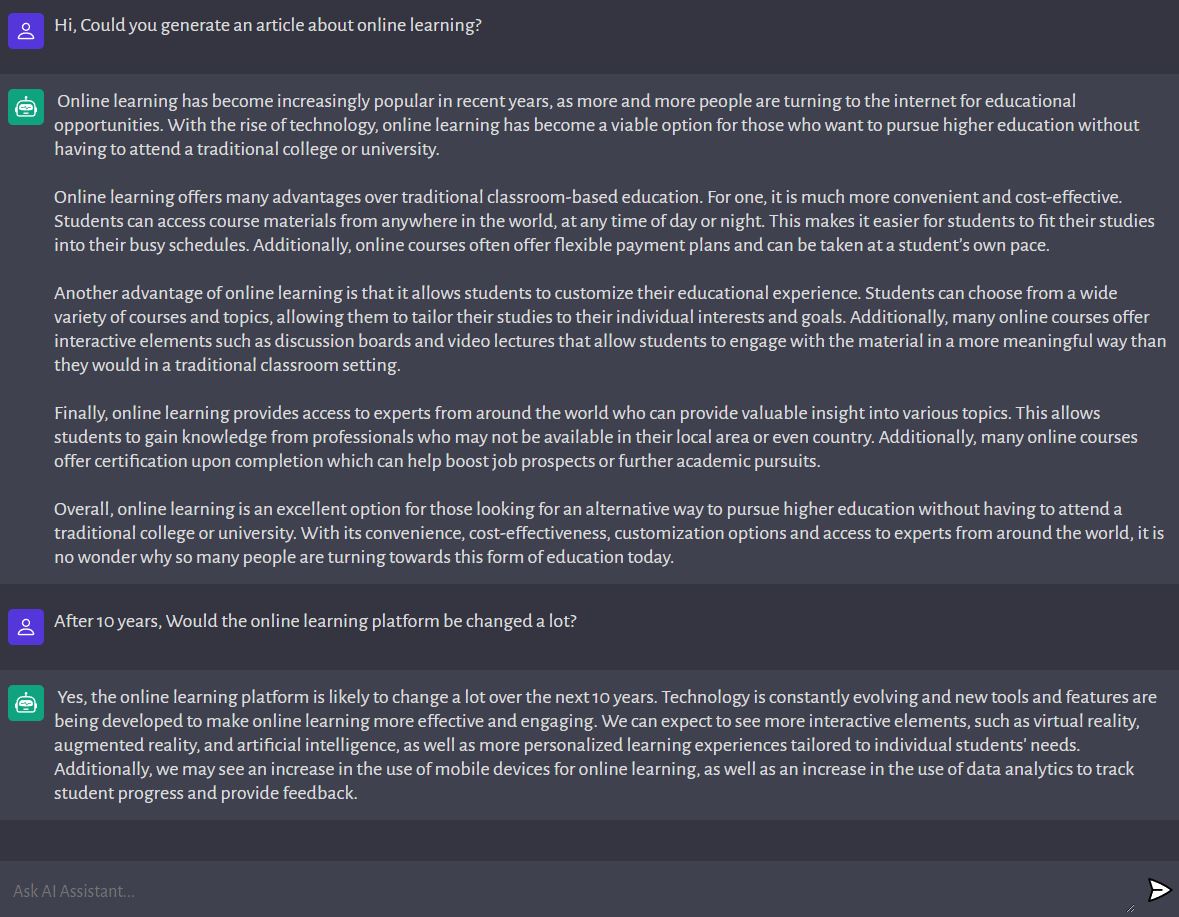 Hi, Could you generate an article about online learning?
Online learning has become increasingly popular in recent years, as more and more people are turning to the internet for educational
opportunities. With the rise of technology, online learning has become a viable option for those who want to pursue higher education without
having to attend a traditional college or university.
Online learning offers many advantages over traditional classroom-based education. For one, it is much more convenient and cost-effective.
Students can access course materials from anywhere in the world, at any time of day or night. This makes it easier for students to fit their studies
into their busy schedules. Additionally, online courses often offer flexible payment plans and can be taken at a student's own pace.
Another advantage of online learning is that it allows students to customize their educational experience. Students can choose from a wide
variety of courses and topics, allowing them to tailor their studies to their individual interests and goals. Additionally, many online courses offer
interactive elements such as discussion boards and video lectures that allow students to engage with the material in a more meaningful way than
they would in a traditional classroom setting.
Finally, online learning provides access to experts from around the world who can provide valuable insight into various topics. This allows
students to gain knowledge from professionals who may not be available in their local area or even country. Additionally, many online courses
offer certification upon completion which can help boost job prospects or further academic pursuits.
Overall, online learning is an excellent option for those looking for an alternative way to pursue higher education without having to attend a
traditional college or university. With its convenience, cost-effectiveness, customization options and access to experts from around the world, it is
no wonder why so many people are turning towards this form of education today.
After 10 years, Would the online learning platform be changed a lot?
Yes, the online learning platform is likely to change a lot over the next 10 years. Technology is constantly evolving and new tools and features are
being developed to make online learning more effective and engaging. We can expect to see more interactive elements, such as virtual reality,
augmented reality, and artificial intelligence, as well as more personalized learning experiences tailored to individual students' needs.
Additionally, we may see an increase in the use of mobile devices for online learning, as well as an increase in the use of data analytics to track
student progress and provide feedback.
Ask AI Assistant...